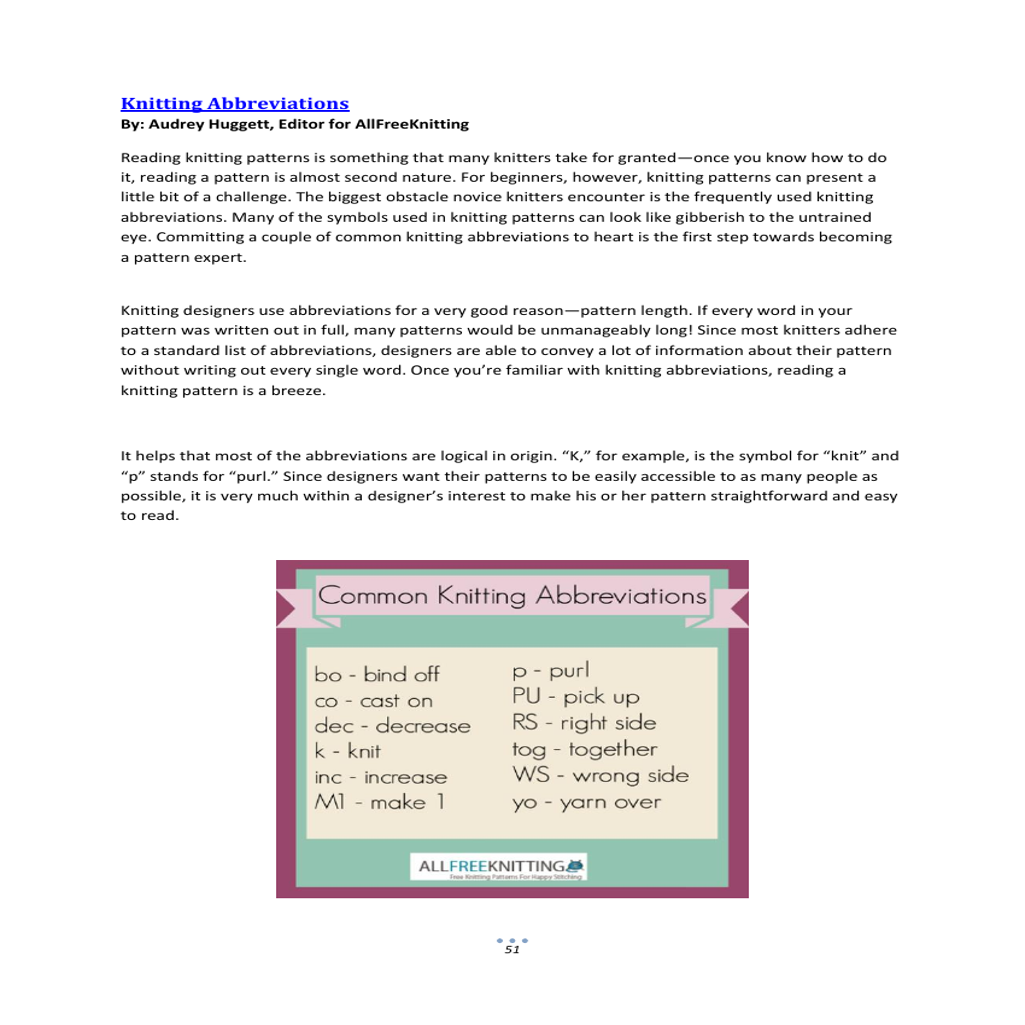 Knitting Abbreviations
By: Audrey Huggett, Editor for AllFreeKnitting
Reading knitting patterns is something that many knitters take for granted—once you know how to do
it, reading a pattern is almost second nature. For beginners, however, knitting patterns can present a
little bit of a challenge. The biggest obstacle novice knitters encounter is the frequently used knitting
abbreviations. Many of the symbols used in knitting patterns can look like gibberish to the untrained
eye. Committing a couple of common knitting abbreviations to heart is the first step towards becoming
a pattern expert.
Knitting designers use abbreviations for a very good reason—pattern length. If every word in your
pattern was written out in full, many patterns would be unmanageably long! Since most knitters adhere
to a standard list of abbreviations, designers are able to convey a lot of information about their pattern
without writing out every single word. Once you’re familiar with knitting abbreviations, reading a
knitting pattern is a breeze.
It helps that most of the abbreviations are logical in origin. “K,” for example, is the symbol for “knit” and
“p” stands for “purl.” Since designers want their patterns to be easily accessible to as many people as
possible, it is very much within a designer’s interest to make his or her pattern straightforward and easy
to read.
Common Knitting Abbreviations
bo - bind off
co - cast on
dec - decrease
k - knit
inc - increase
M1 - make 1
p - purl
PU - pick up
RS - right side
tog - together
WS - wrong side
yo - yarn over
ALLFREEKNITTING
Free Knitting Patterns For Happy Stitching
51